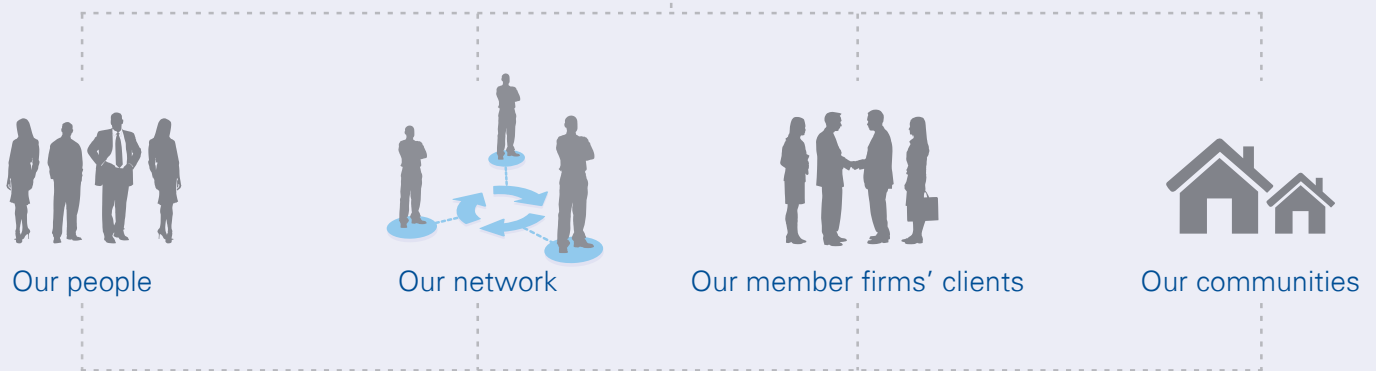 Our people
Our network
Our member firms’ clients
Our communities